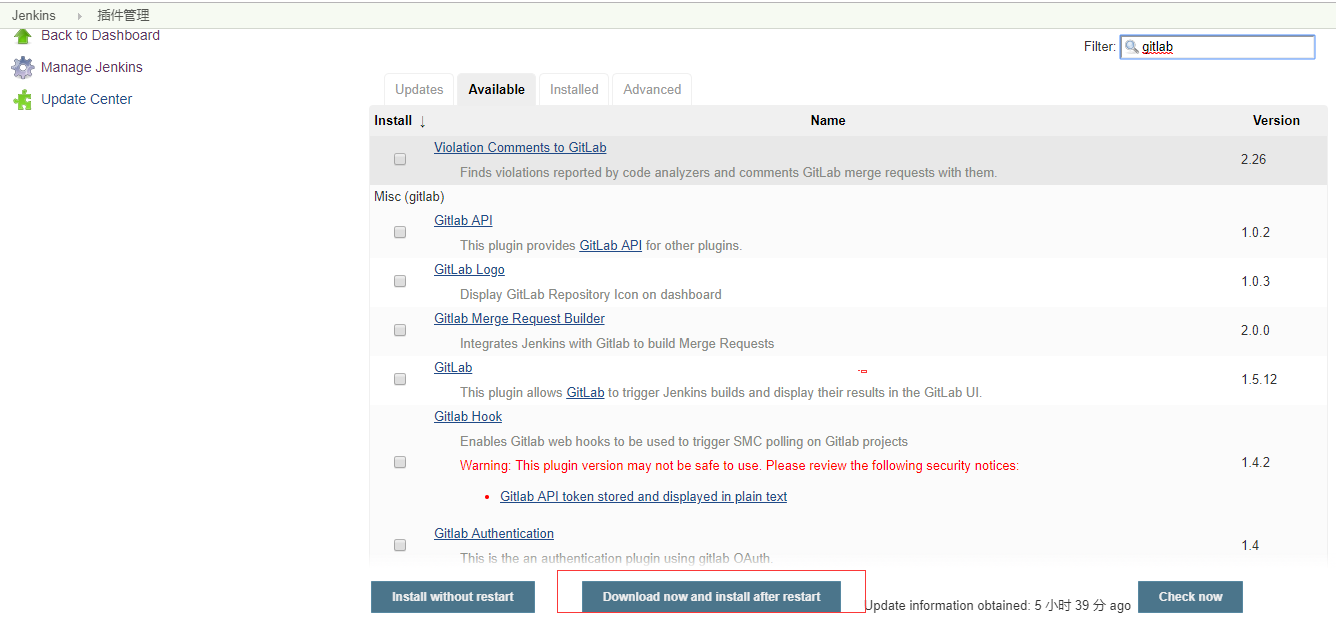 Jenkins 插件管理
Back to Dashboard
Manage Jenkins
Update Center
Filter: gitlab
Updates Available Installed Advanced
Install ↓ Name Version
Violation Comments to GitLab
Finds violations reported by code analyzers and comments GitLab merge requests with them.
2.26
Misc (gitlab)
Gitlab API
This plugin provides GitLab API for other plugins.
1.0.2
GitLab Logo
Display GitLab Repository Icon on dashboard
1.0.3
Gitlab Merge Request Builder
Integrates Jenkins with Gitlab to build Merge Requests
2.0.0
GitLab
This plugin allows GitLab to trigger Jenkins builds and display their results in the GitLab UI.
1.5.12
Gitlab Hook
Enables Gitlab web hooks to be used to trigger SMC polling on Gitlab projects
Warning: This plugin version may not be safe to use. Please review the following security notices:
• Gitlab API token stored and displayed in plain text
1.4.2
Gitlab Authentication
This is the an authentication plugin using gitlab OAuth.
1.4
Install without restart Download now and install after restart Update information obtained: 5 小时 39 分 ago Check now